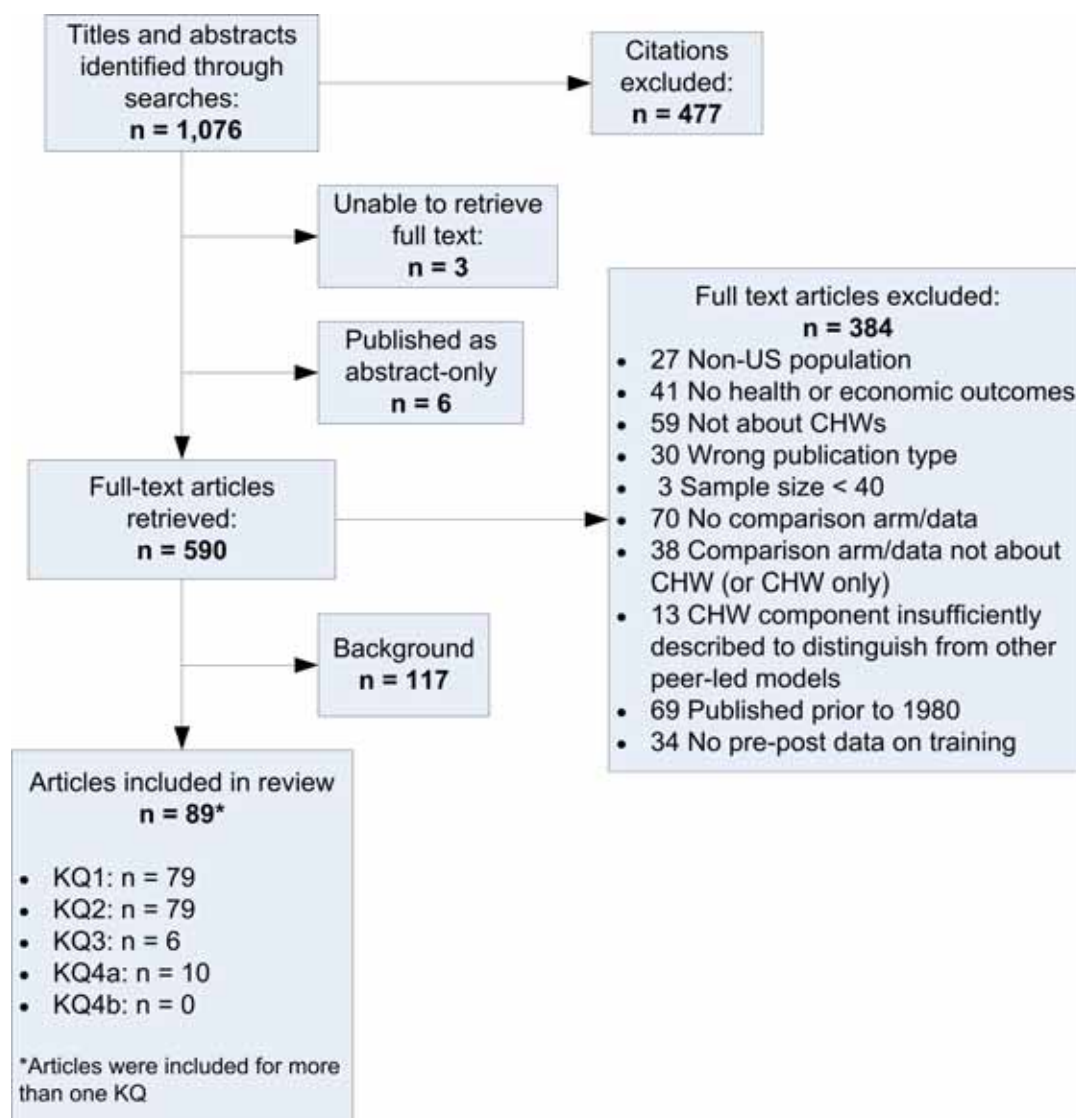 Titles and abstracts
identified through
searches:
n = 1,076
Citations
excluded:
n = 477
Unable to retrieve
full text:
n = 3
Published as
abstract-only
n = 6
Full-text articles
retrieved:
n = 590
Full text articles excluded:
n = 384
• 27 Non-US population
• 41 No health or economic outcomes
• 59 Not about CHWs
• 30 Wrong publication type
• 3 Sample size < 40
• 70 No comparison arm/data
• 38 Comparison arm/data not about
CHW (or CHW only)
• 13 CHW component insufficiently
described to distinguish from other
peer-led models
• 69 Published prior to 1980
• 34 No pre-post data on training
Background
n = 117
Articles included in review
n = 89*
• KQ1: n = 79
• KQ2: n = 79
• KQ3: n = 6
• KQ4a: n = 10
• KQ4b: n = 0
*Articles were included for more
than one KQ